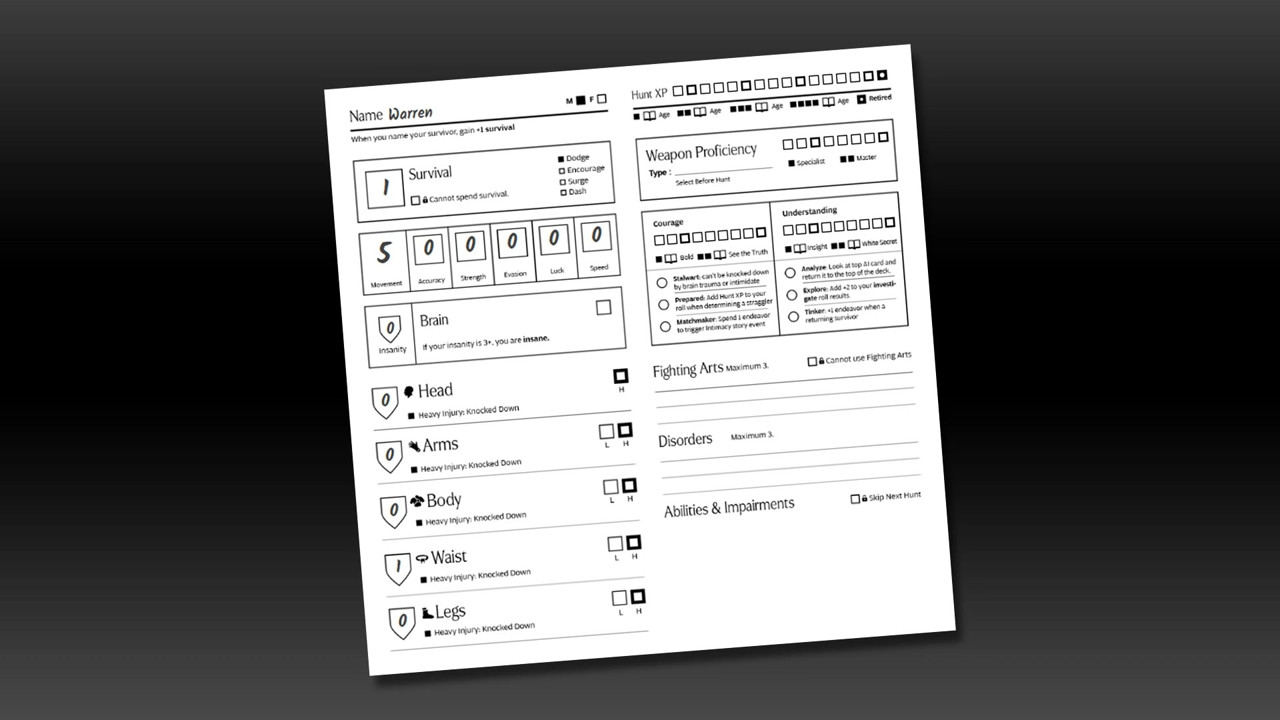 Name Warren
M F
When you name your survivor, gain +1 survival
1
Survival
Cannot spend survival.
Dodge
Encourage
Surge
Dash
5 0 0 0 0 0
Movement Accuracy Strength Evasion Luck Speed
0
Insanity
Brain
If your insanity is 3+, you are insane.
0 Head
Heavy Injury: Knocked Down
H
0 Arms
Heavy Injury: Knocked Down
L H
0 Body
Heavy Injury: Knocked Down
L H
1 Waist
Heavy Injury: Knocked Down
L H
0 Legs
Heavy Injury: Knocked Down
L H
Hunt XP
Age Age Age Age Retired
Weapon Proficiency
Type :
Select Before Hunt
Specialist Master
Courage
Bold See the Truth
Stalwart: can't be knocked down
by brain trauma or intimidate
Prepared: Add Hunt XP to your
roll when determining a straggler
Matchmaker: Spend 1 endeavor
to trigger Intimacy story event
Understanding
Insight White Secret
Analyze: Look at top AI card and
return it to the top of the deck.
Explore: Add +2 to your investi-
gate roll results.
Tinker: +1 endeavor when a
returning survivor
Fighting Arts Maximum 3.
Cannot use Fighting Arts
Disorders Maximum 3.
Abilities & Impairments
Skip Next Hunt